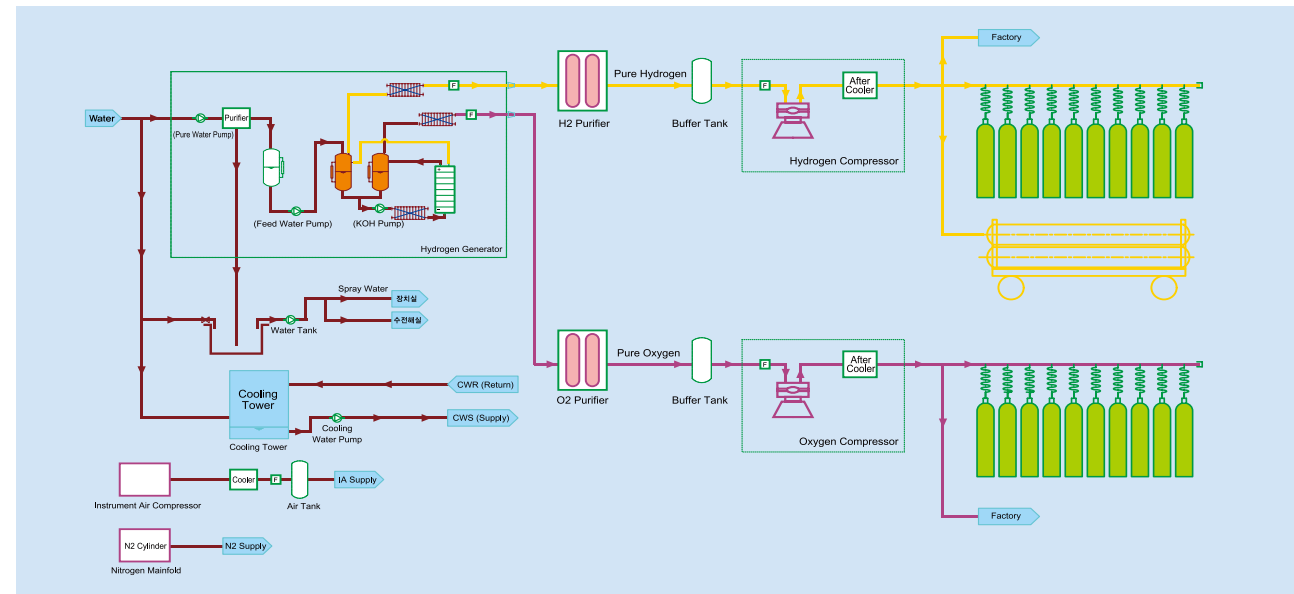 Factory
Water
Purifier
(Pure Water Pump)
F
F
(Feed Water Pump)
(KOH Pump)
+
−
Hydrogen Generator
H2 Purifier
Pure Hydrogen
Buffer Tank
F
After
Cooler
Hydrogen Compressor
Spray Water
장치실
수전해실
Water Tank
Cooling
Tower
Cooling Tower
CWR (Return)
CWS (Supply)
Cooling
Water Pump
O2 Purifier
Pure Oxygen
Buffer Tank
F
After
Cooler
Oxygen Compressor
Factory
Instrument Air Compressor
Cooler
F
Air Tank
IA Supply
N2 Cylinder
Nitrogen Mainfold
N2 Supply